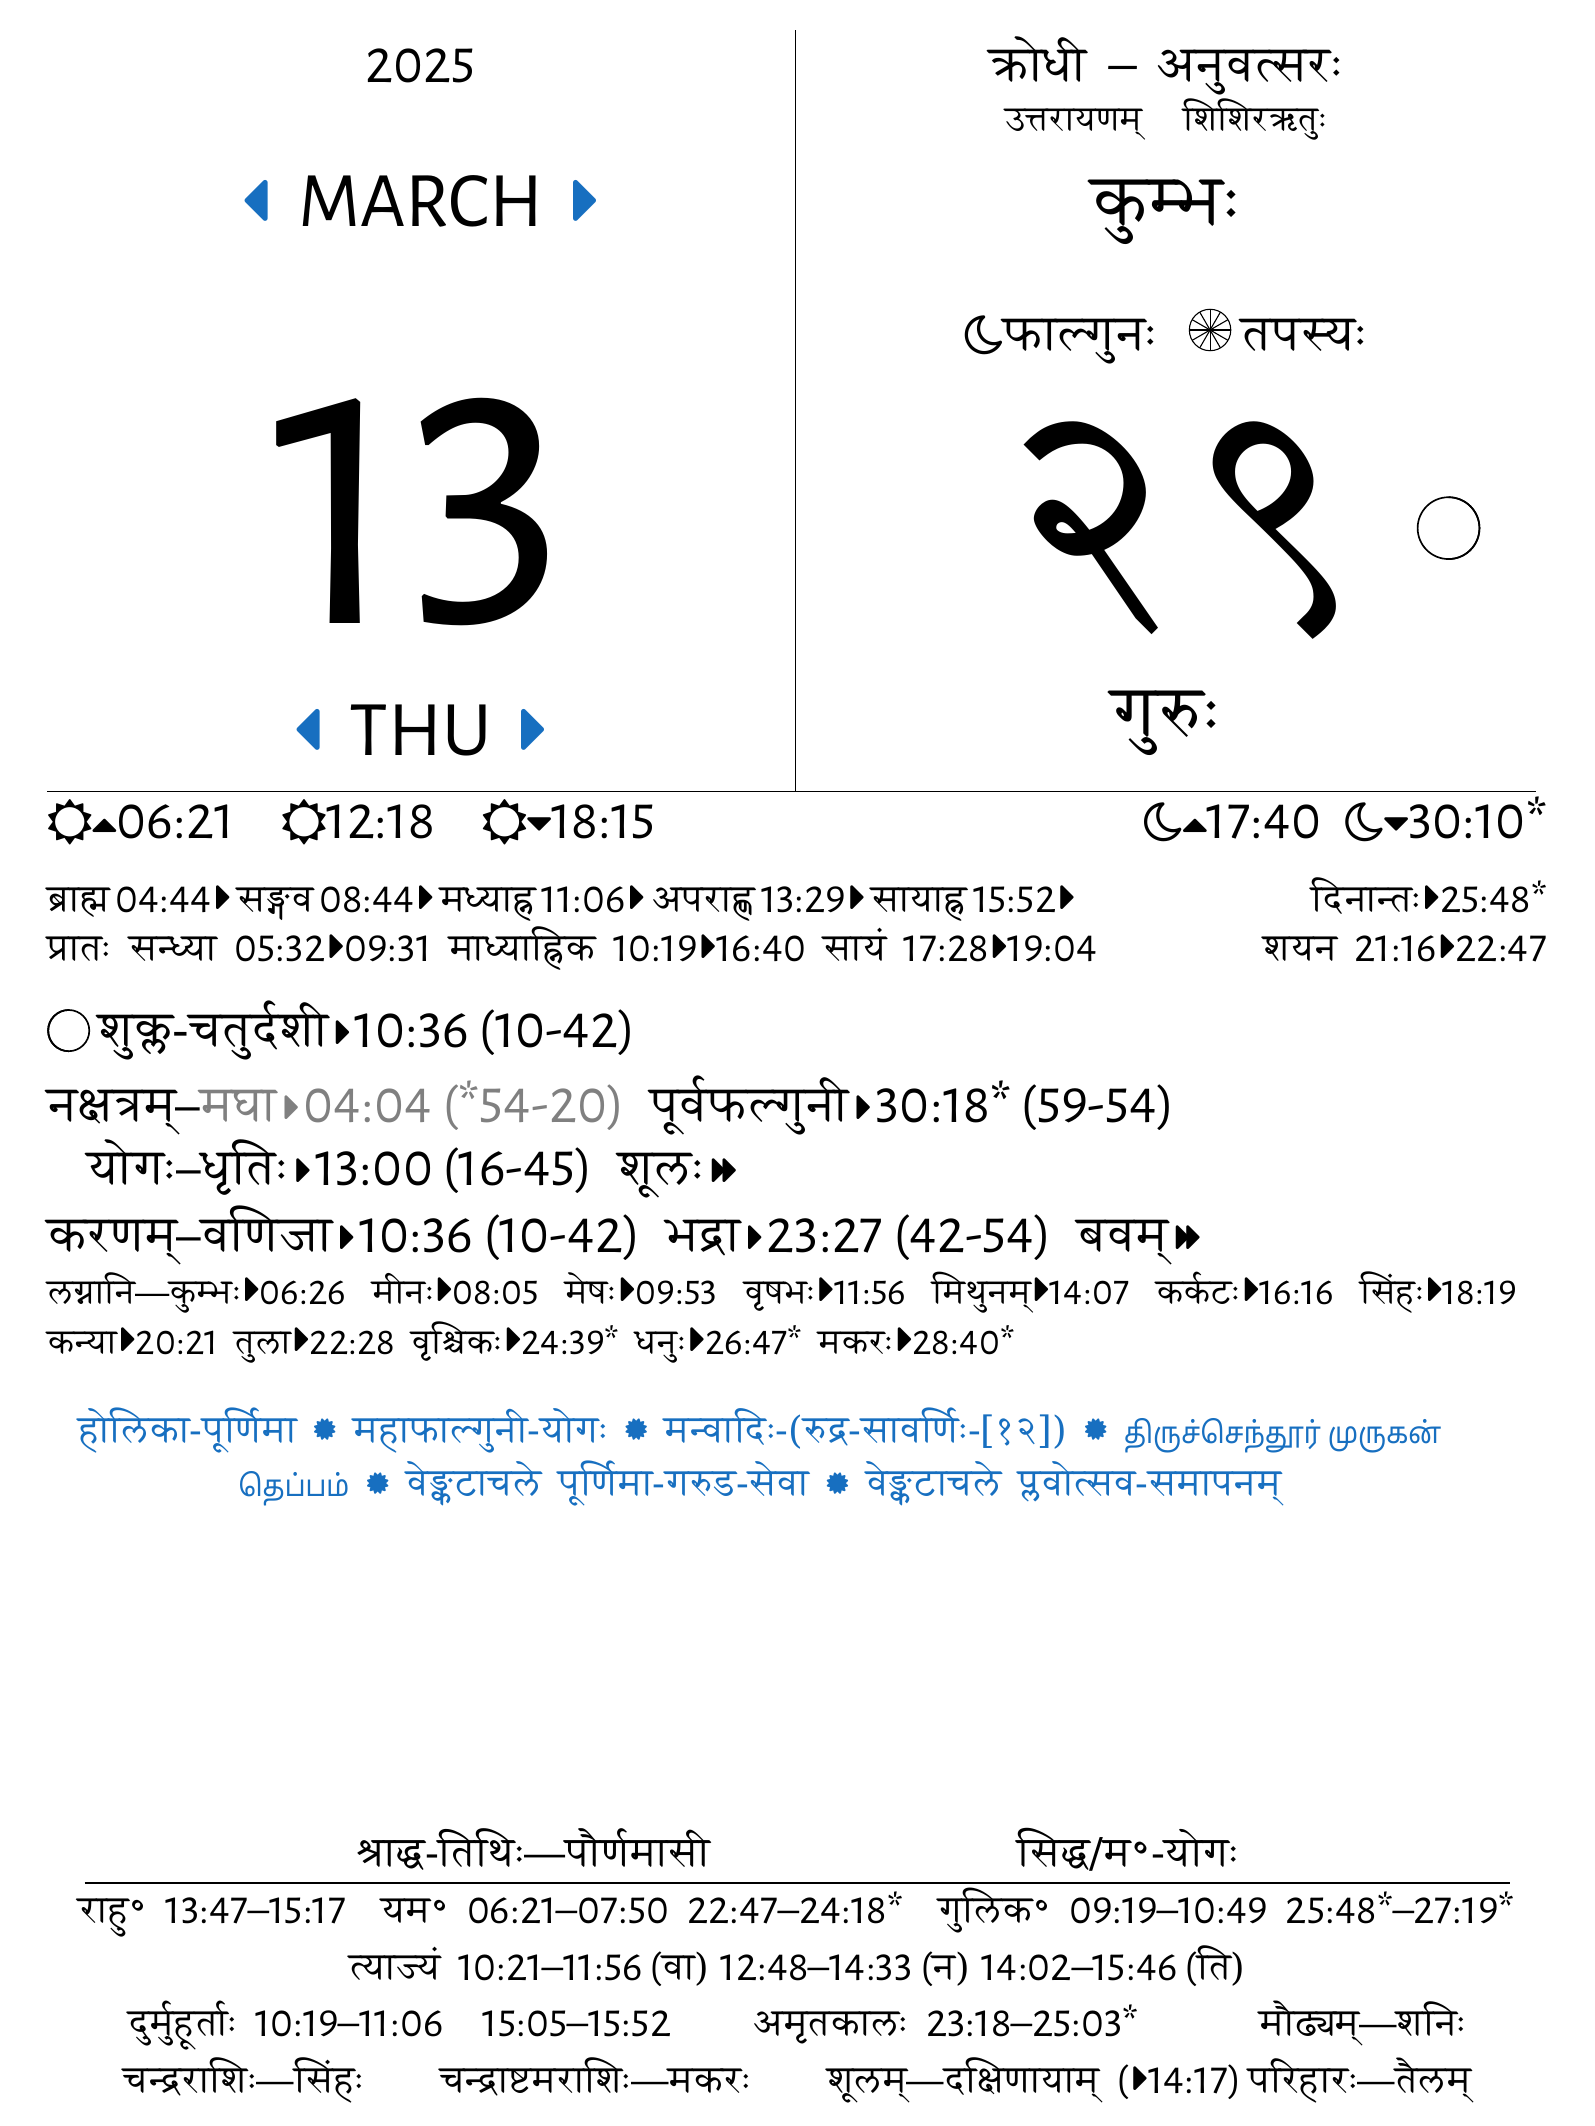 2025
MARCH
13
THU
क्रोधी – अनुवत्सरः
उत्तरायणम् शिशिरऋतुः
कुम्भः
फाल्गुनः तपस्यः
२९
गुरुः
06:21 12:18 18:15 17:40 30:10*
ब्राह्म 04:44 सङ्गव 08:44 मध्याह्न 11:06 अपराह्ण 13:29 सायाह्न 15:52 दिनान्तः 25:48*
प्रातः सन्ध्या 05:32 09:31 माध्याह्निक 10:19 16:40 सायं 17:28 19:04 शयन 21:16 22:47
शुक्ल-चतुर्दशी 10:36 (10-42)
नक्षत्रम्–मघा 04:04 (*54-20) पूर्वफल्गुनी 30:18* (59-54)
योगः–धृतिः 13:00 (16-45) शूलः
करणम्–वणिजा 10:36 (10-42) भद्रा 23:27 (42-54) बवम्
लग्नानि—कुम्भः 06:26 मीनः 08:05 मेषः 09:53 वृषभः 11:56 मिथुनम् 14:07 कर्कटः 16:16 सिंहः 18:19
कन्या 20:21 तुला 22:28 वृश्चिकः 24:39* धनुः 26:47* मकरः 28:40*
होलिका-पूर्णिमा ✹ महाफाल्गुनी-योगः ✹ मन्वादिः-(रुद्र-सावर्णिः-[१२]) ✹ திருச்செந்தூர் முருகன்
தெப்பம் ✹ वेङ्कटाचले पूर्णिमा-गरुड-सेवा ✹ वेङ्कटाचले प्लवोत्सव-समापनम्
श्राद्ध-तिथिः—पौर्णमासी सिद्ध/म॰-योगः
राहु॰ 13:47–15:17 यम॰ 06:21–07:50 22:47–24:18* गुलिक॰ 09:19–10:49 25:48*–27:19*
त्याज्यं 10:21–11:56 (वा) 12:48–14:33 (न) 14:02–15:46 (ति)
दुर्मुहूर्ताः 10:19–11:06 15:05–15:52 अमृतकालः 23:18–25:03* मौढ्यम्—शनिः
चन्द्रराशिः—सिंहः चन्द्राष्टमराशिः—मकरः शूलम्—दक्षिणायाम् (14:17) परिहारः—तैलम्